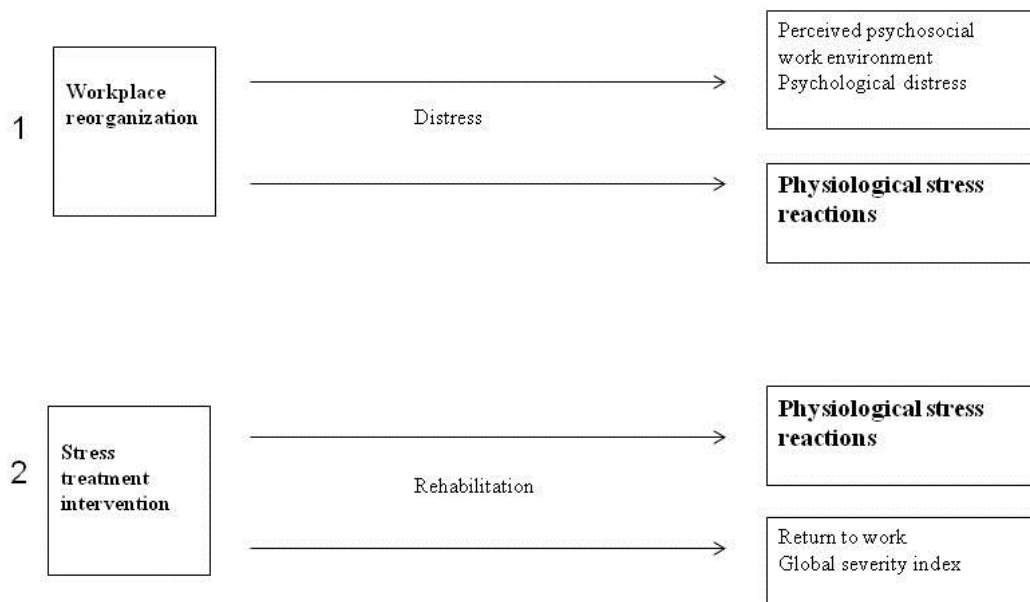 1
Workplace
reorganization
Distress
Perceived psychosocial
work environment
Psychological distress
Physiological stress
reactions
2
Stress
treatment
intervention
Rehabilitation
Physiological stress
reactions
Return to work
Global severity index